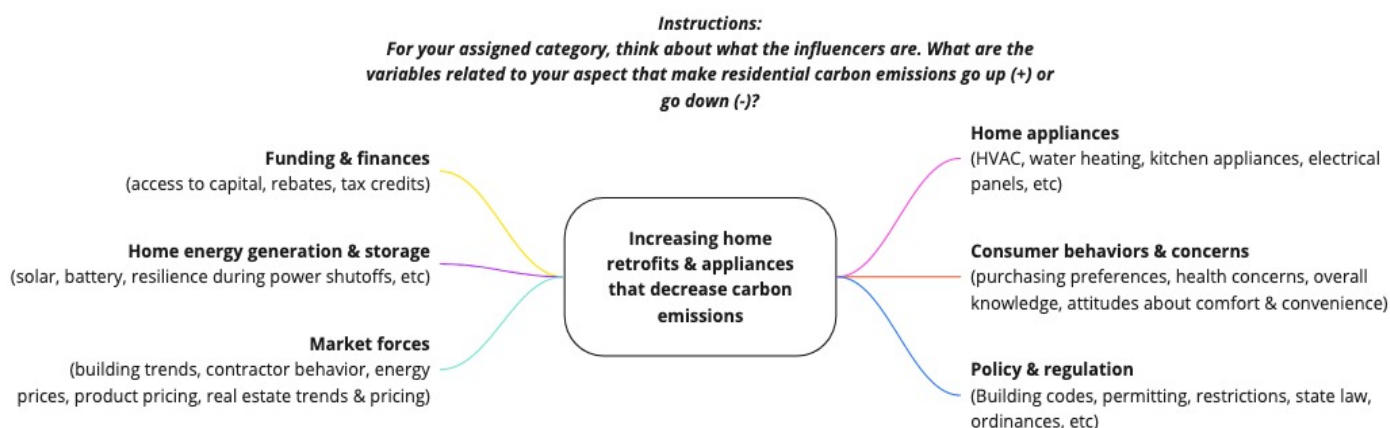 Instructions:
For your assigned category, think about what the influencers are. What are the
variables related to your aspect that make residential carbon emissions go up (+) or
go down (-)?
Funding & finances
(access to capital, rebates, tax credits)
Home energy generation & storage
(solar, battery, resilience during power shutoffs, etc)
Market forces
(building trends, contractor behavior, energy
prices, product pricing, real estate trends & pricing)
Increasing home
retrofits & appliances
that decrease carbon
emissions
Home appliances
(HVAC, water heating, kitchen appliances, electrical
panels, etc)
Consumer behaviors & concerns
(purchasing preferences, health concerns, overall
knowledge, attitudes about comfort & convenience)
Policy & regulation
(Building codes, permitting, restrictions, state law,
ordinances, etc)